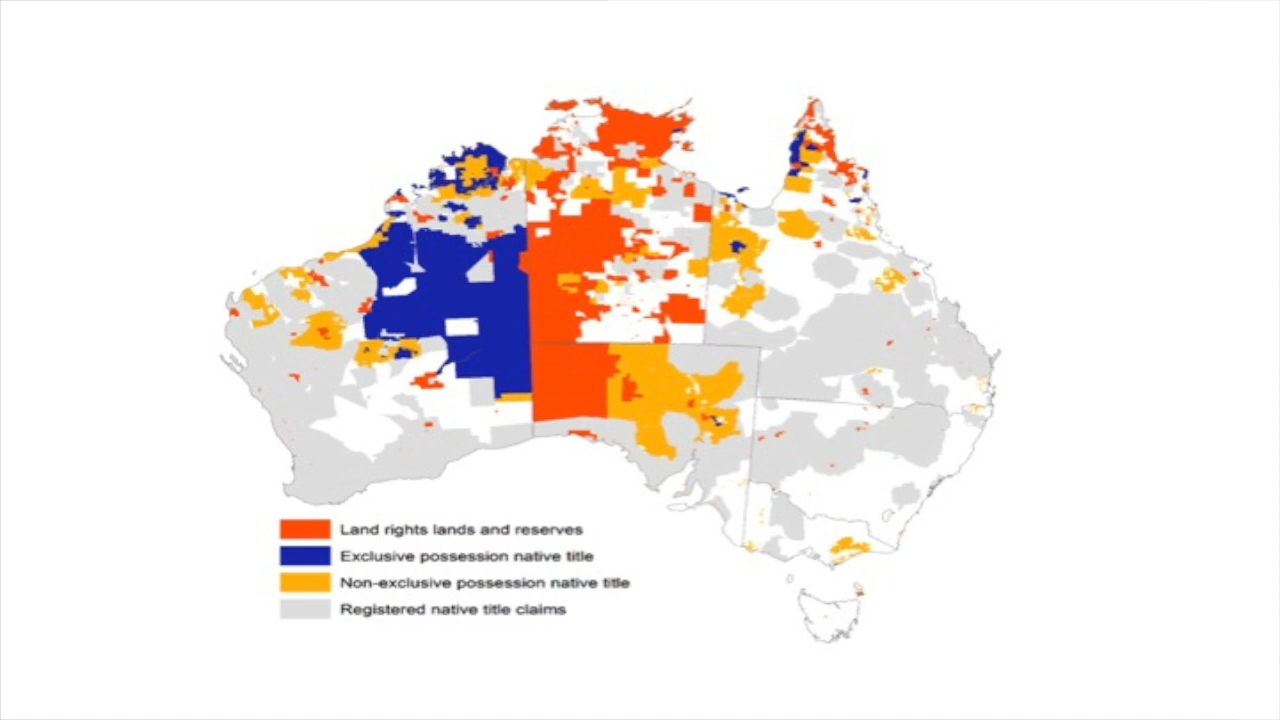 Land rights lands and reserves
Exclusive possession native title
Non-exclusive possession native title
Registered native title claims